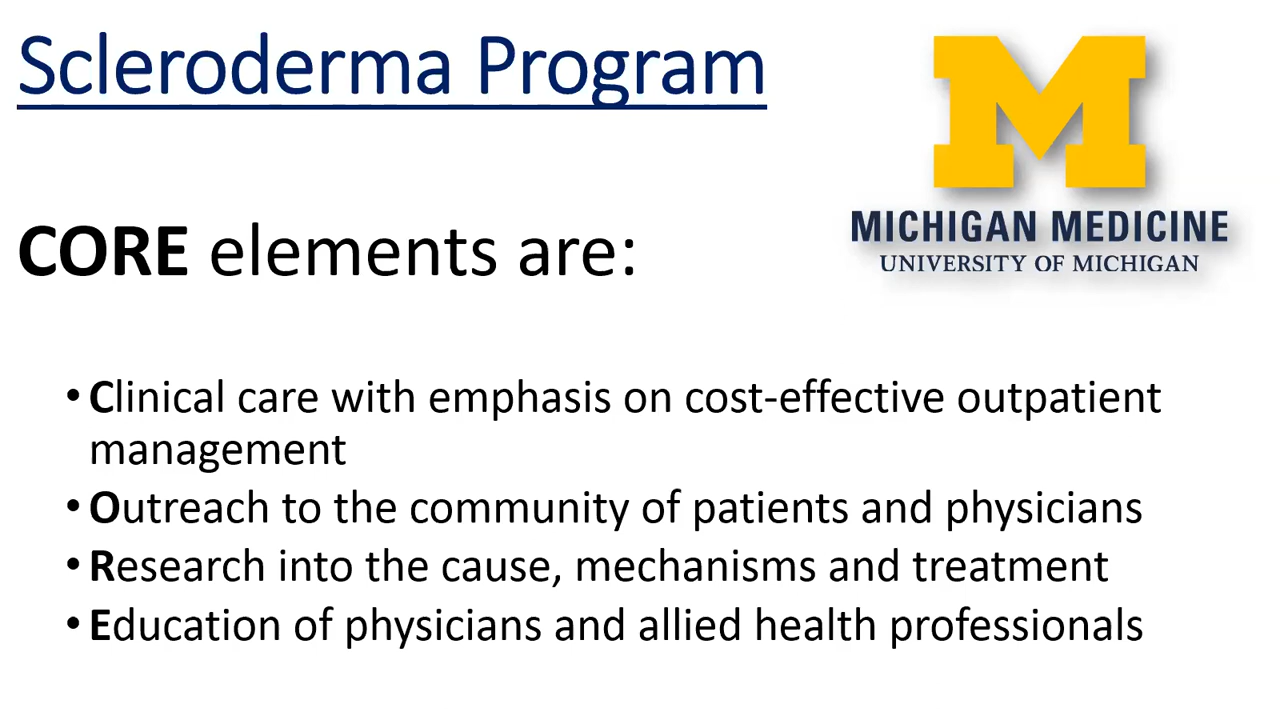 Scleroderma Program
M
MICHIGAN MEDICINE
UNIVERSITY OF MICHIGAN
CORE elements are:
• Clinical care with emphasis on cost-effective outpatient
management
• Outreach to the community of patients and physicians
• Research into the cause, mechanisms and treatment
• Education of physicians and allied health professionals